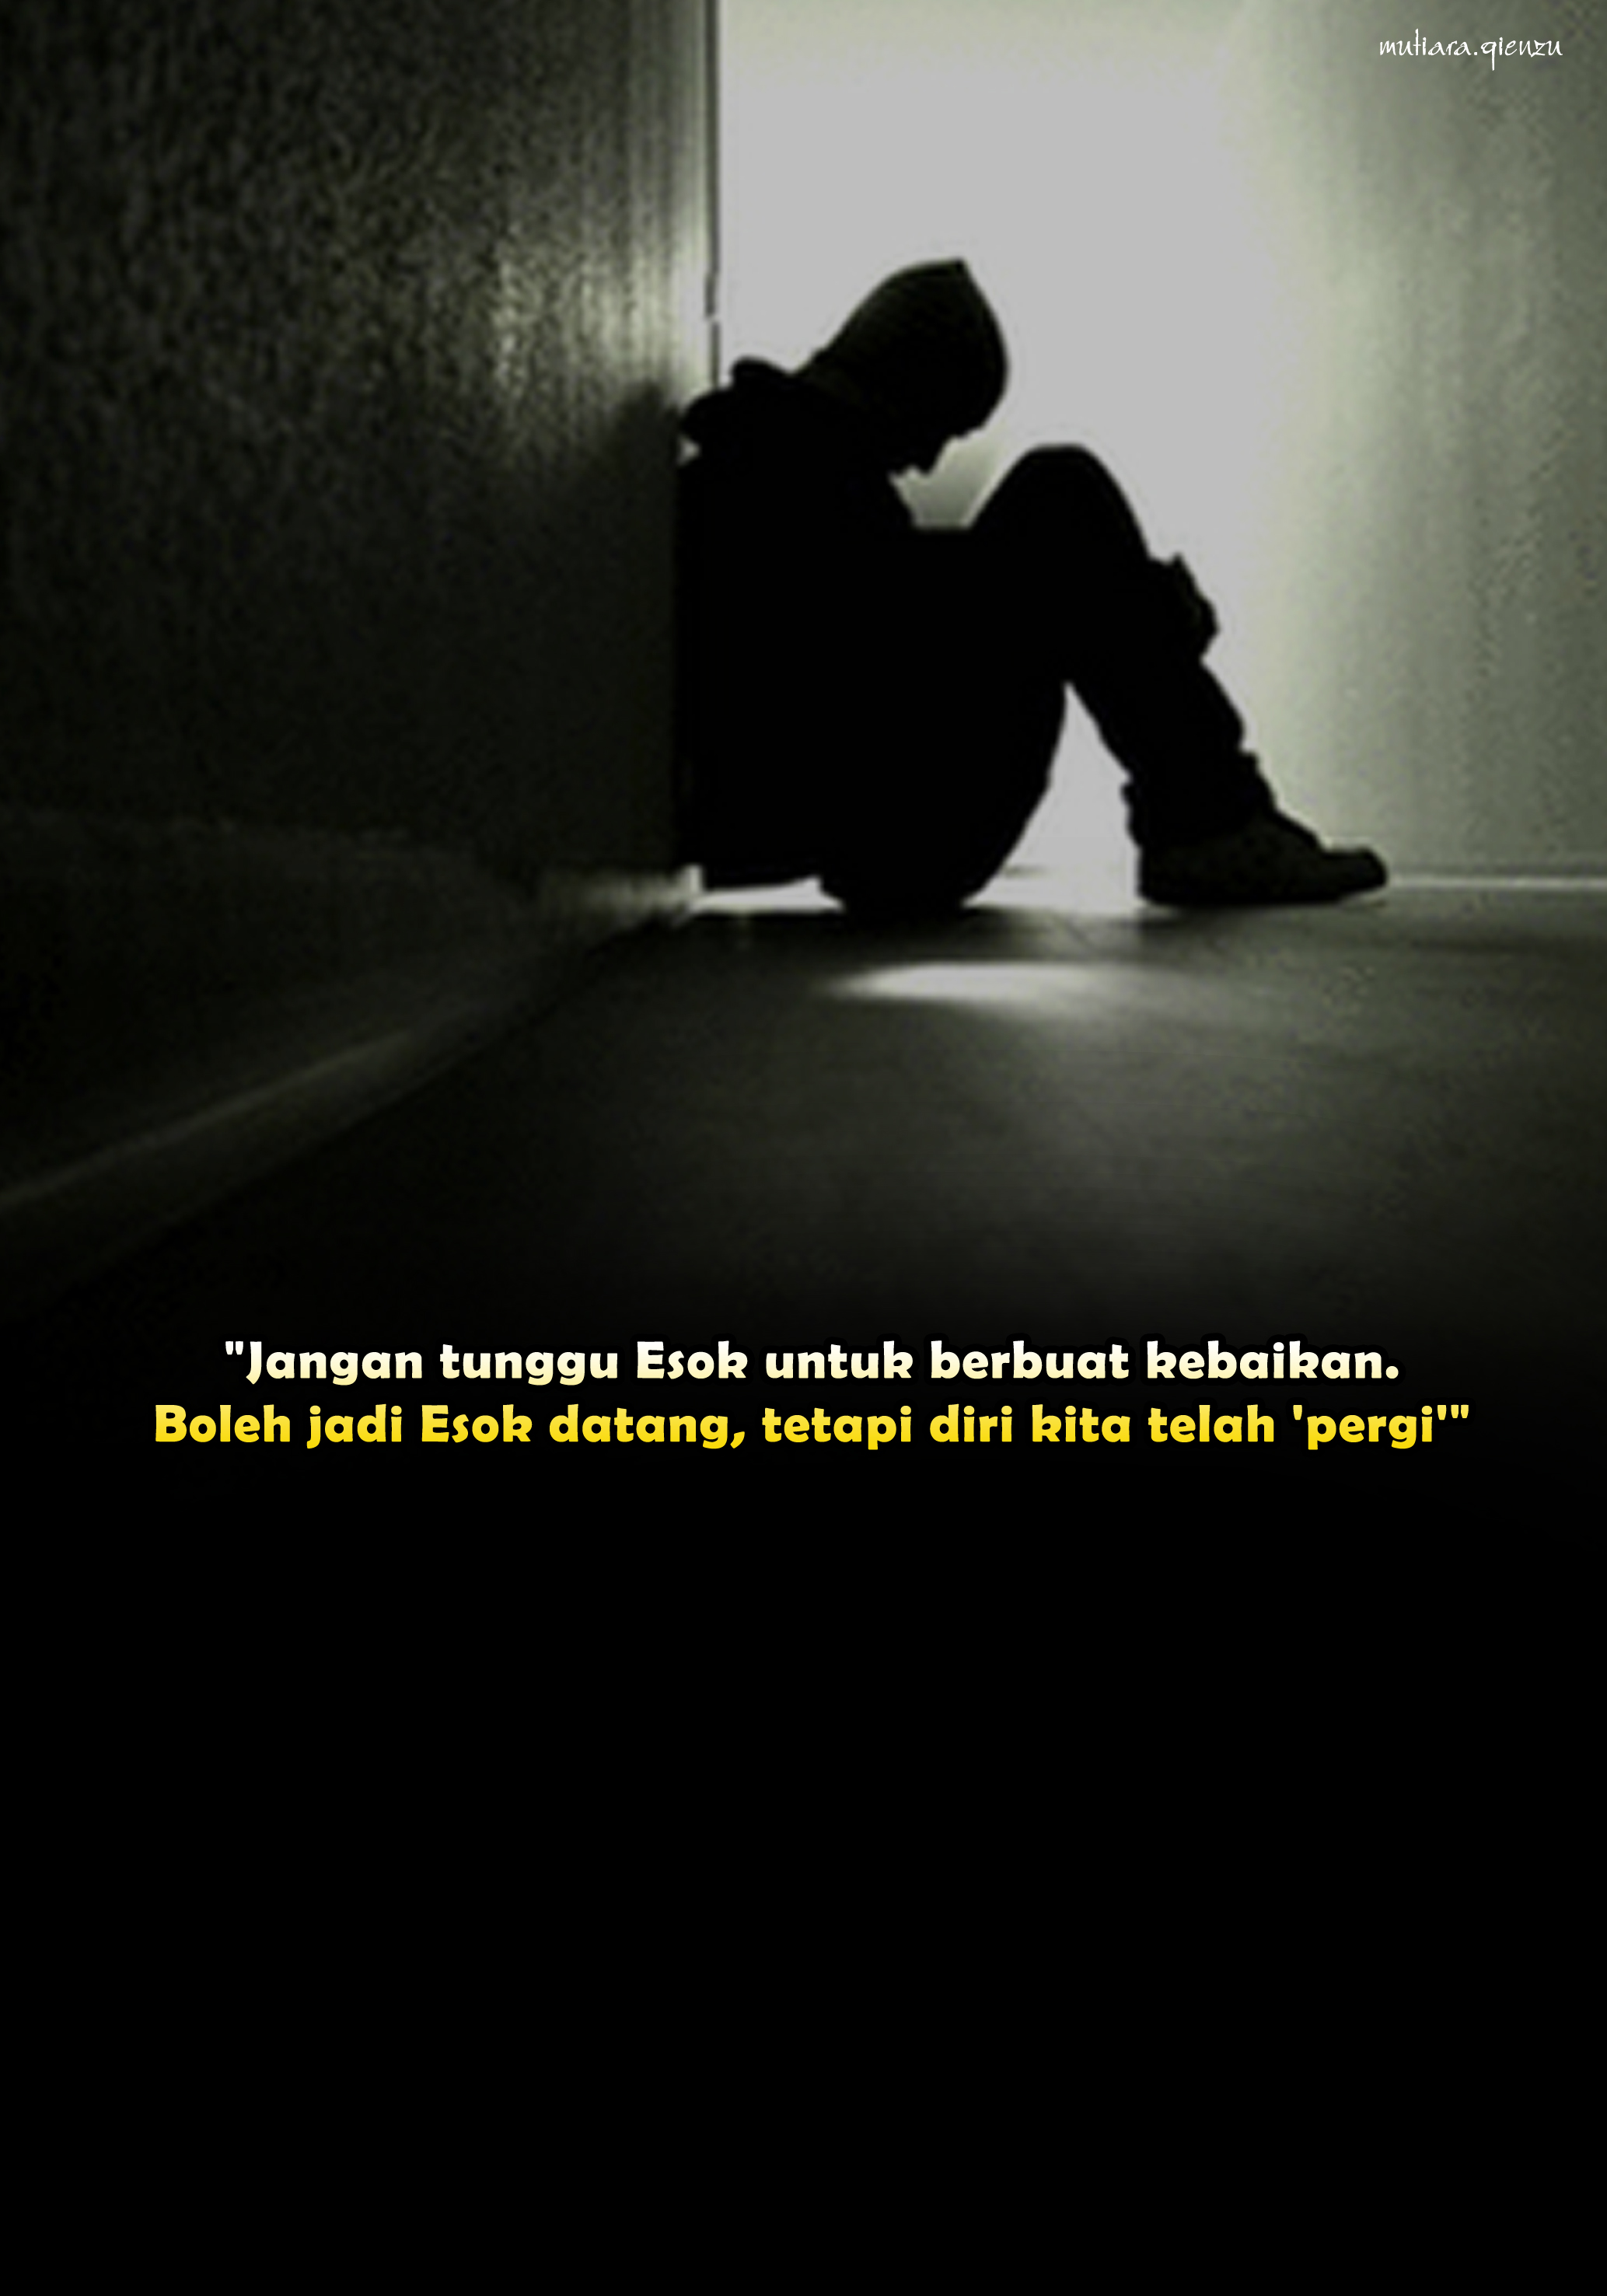 mutiara.qienzu
"Jangan tunggu Esok untuk berbuat kebaikan.
Boleh jadi Esok datang, tetapi diri kita telah 'pergi'"